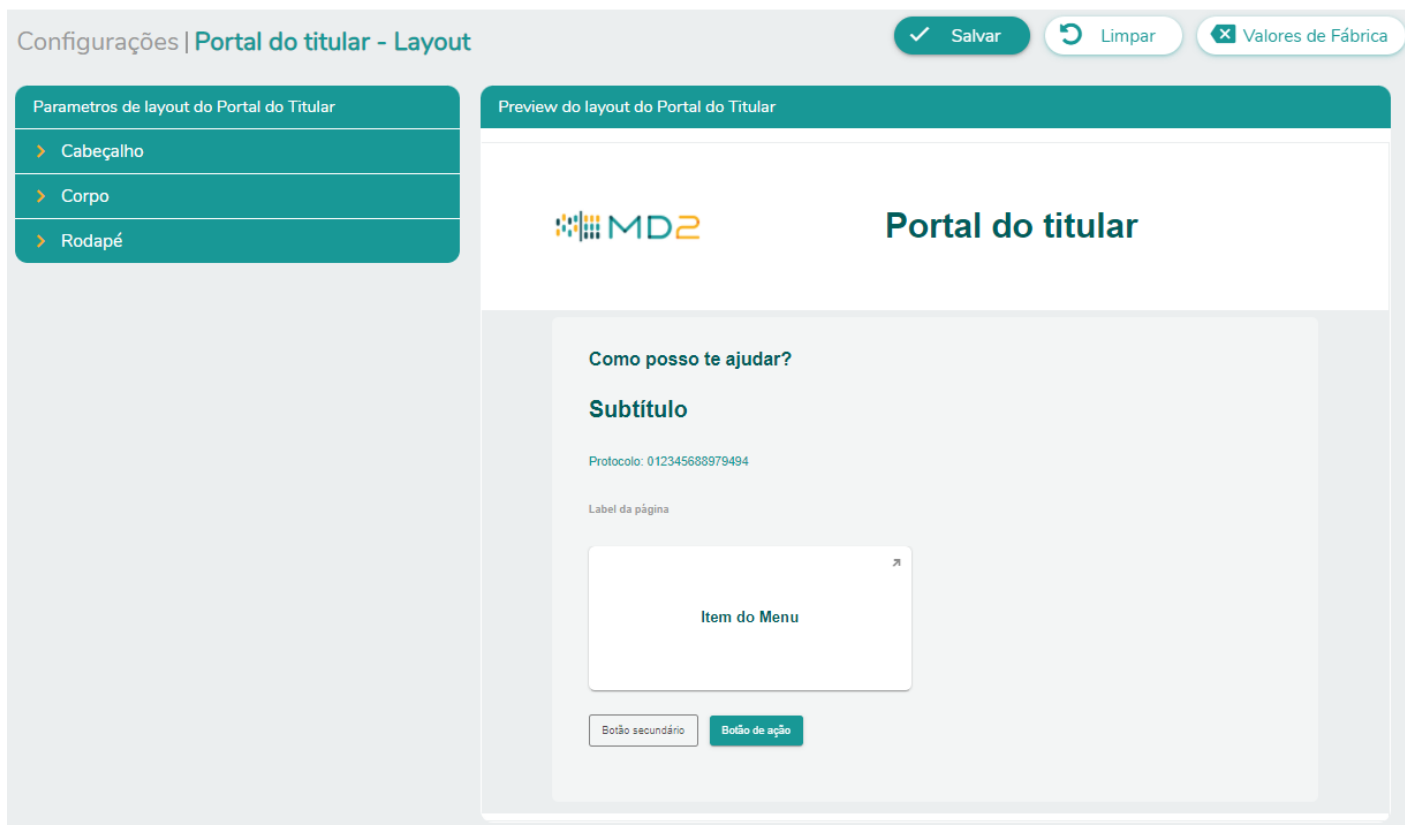 Configurações | Portal do titular - Layout
Salvar
Limpar
Valores de Fábrica
Parametros de layout do Portal do Titular
Cabeçalho
Corpo
Rodapé
Preview do layout do Portal do Titular
MD2
Portal do titular
Como posso te ajudar?
Subtítulo
Protocolo: 012345688979494
Label da página
Item do Menu
Botão secundário
Botão de ação